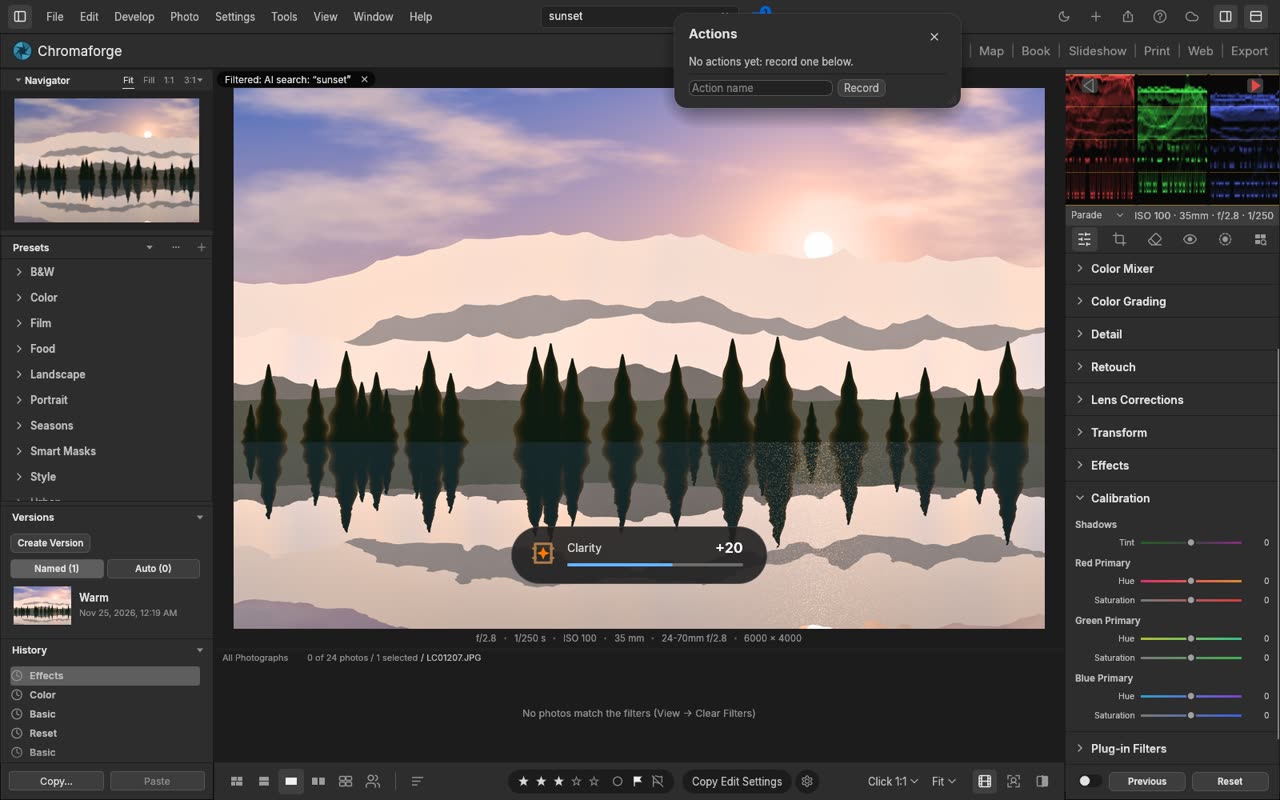 File Edit Develop Photo Settings Tools View Window Help
sunset
Chromaforge
Map | Book | Slideshow | Print | Web | Export
Actions
No actions yet: record one below.
Action name
Record
Navigator Fit Fill 1:1 3:1
Filtered: AI search: “sunset”
Presets
B&W
Color
Film
Food
Landscape
Portrait
Seasons
Smart Masks
Style
Versions
Create Version
Named (1) Auto (0)
Warm
Nov 25, 2026, 12:19 AM
History
Effects
Color
Basic
Reset
Basic
Copy... Paste
Clarity +20
f/2.8 • 1/250 s • ISO 100 • 35 mm • 24-70mm f/2.8 • 6000 × 4000
All Photographs 0 of 24 photos / 1 selected / LC01207.JPG
No photos match the filters (View → Clear Filters)
Copy Edit Settings
Click 1:1 Fit
Parade ISO 100 · 35mm · f/2.8 · 1/250
Color Mixer
Color Grading
Detail
Retouch
Lens Corrections
Transform
Effects
Calibration
Shadows
Tint 0
Red Primary
Hue 0
Saturation 0
Green Primary
Hue 0
Saturation 0
Blue Primary
Hue 0
Saturation 0
Plug-in Filters
Previous Reset